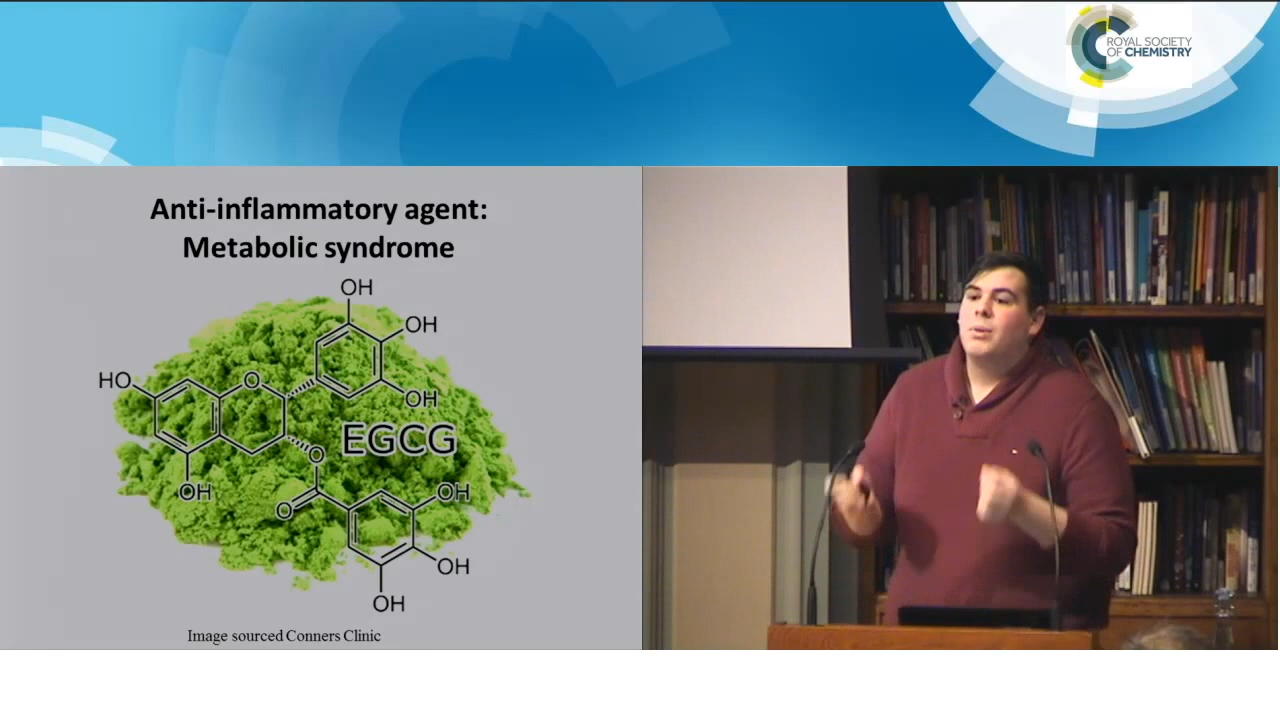 ROYAL SOCIETY
OF CHEMISTRY
Anti-inflammatory agent:
Metabolic syndrome
OH
OH
HO
O
OH
EGCG
O
OH
O
OH
OH
OH
Image sourced Conners Clinic